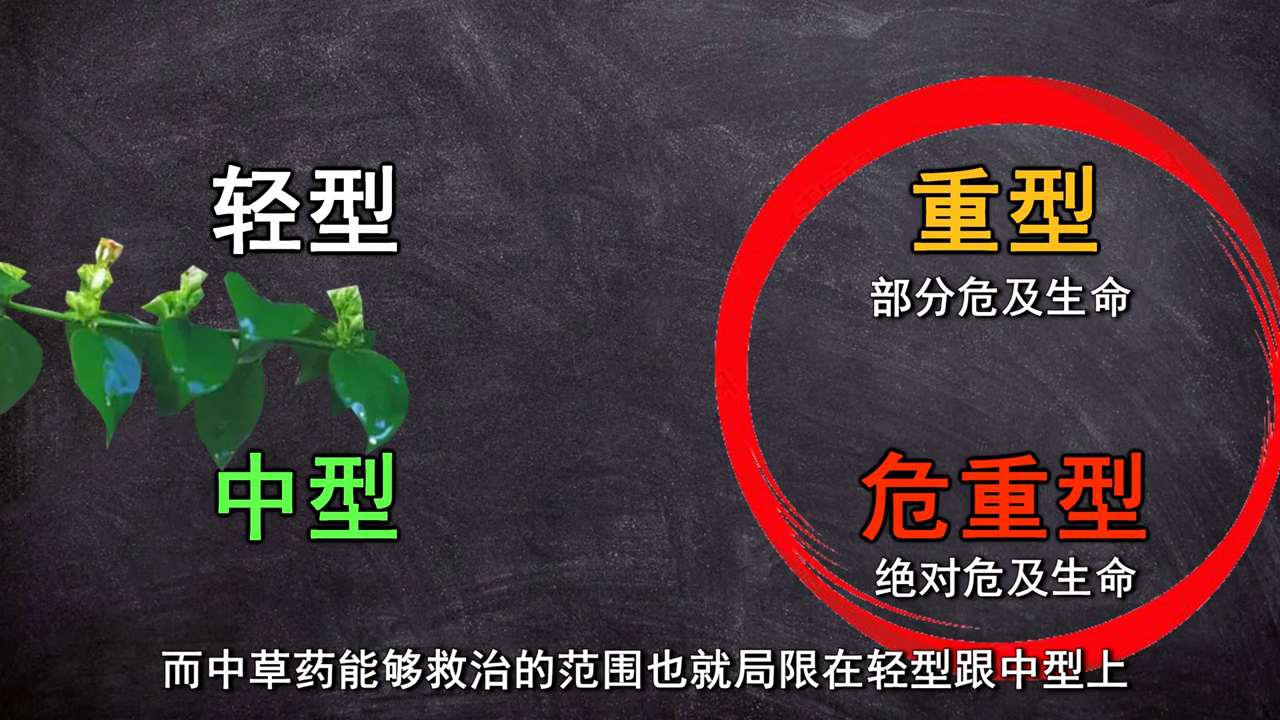 轻型
重型
部分危及生命
中型
危重型
绝对危及生命
而中草药能够救治的范围也就局限在轻型跟中型上